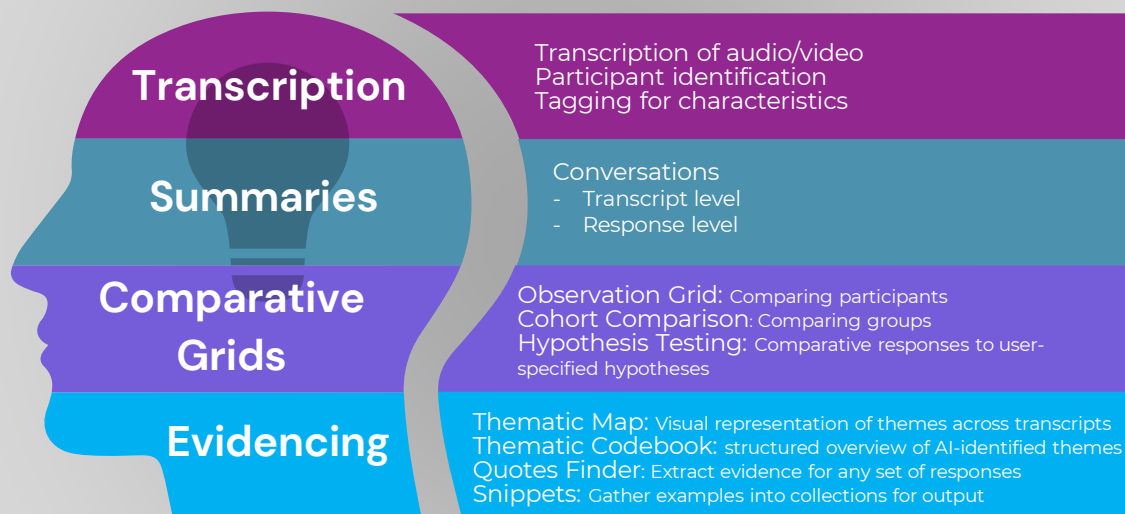 Transcription
Transcription of audio/video
Participant identification
Tagging for characteristics
Summaries
Conversations
- Transcript level
- Response level
Comparative
Grids
Observation Grid: Comparing participants
Cohort Comparison: Comparing groups
Hypothesis Testing: Comparative responses to user-
specified hypotheses
Evidencing
Thematic Map: Visual representation of themes across transcripts
Thematic Codebook: structured overview of AI-identified themes
Quotes Finder: Extract evidence for any set of responses
Snippets: Gather examples into collections for output